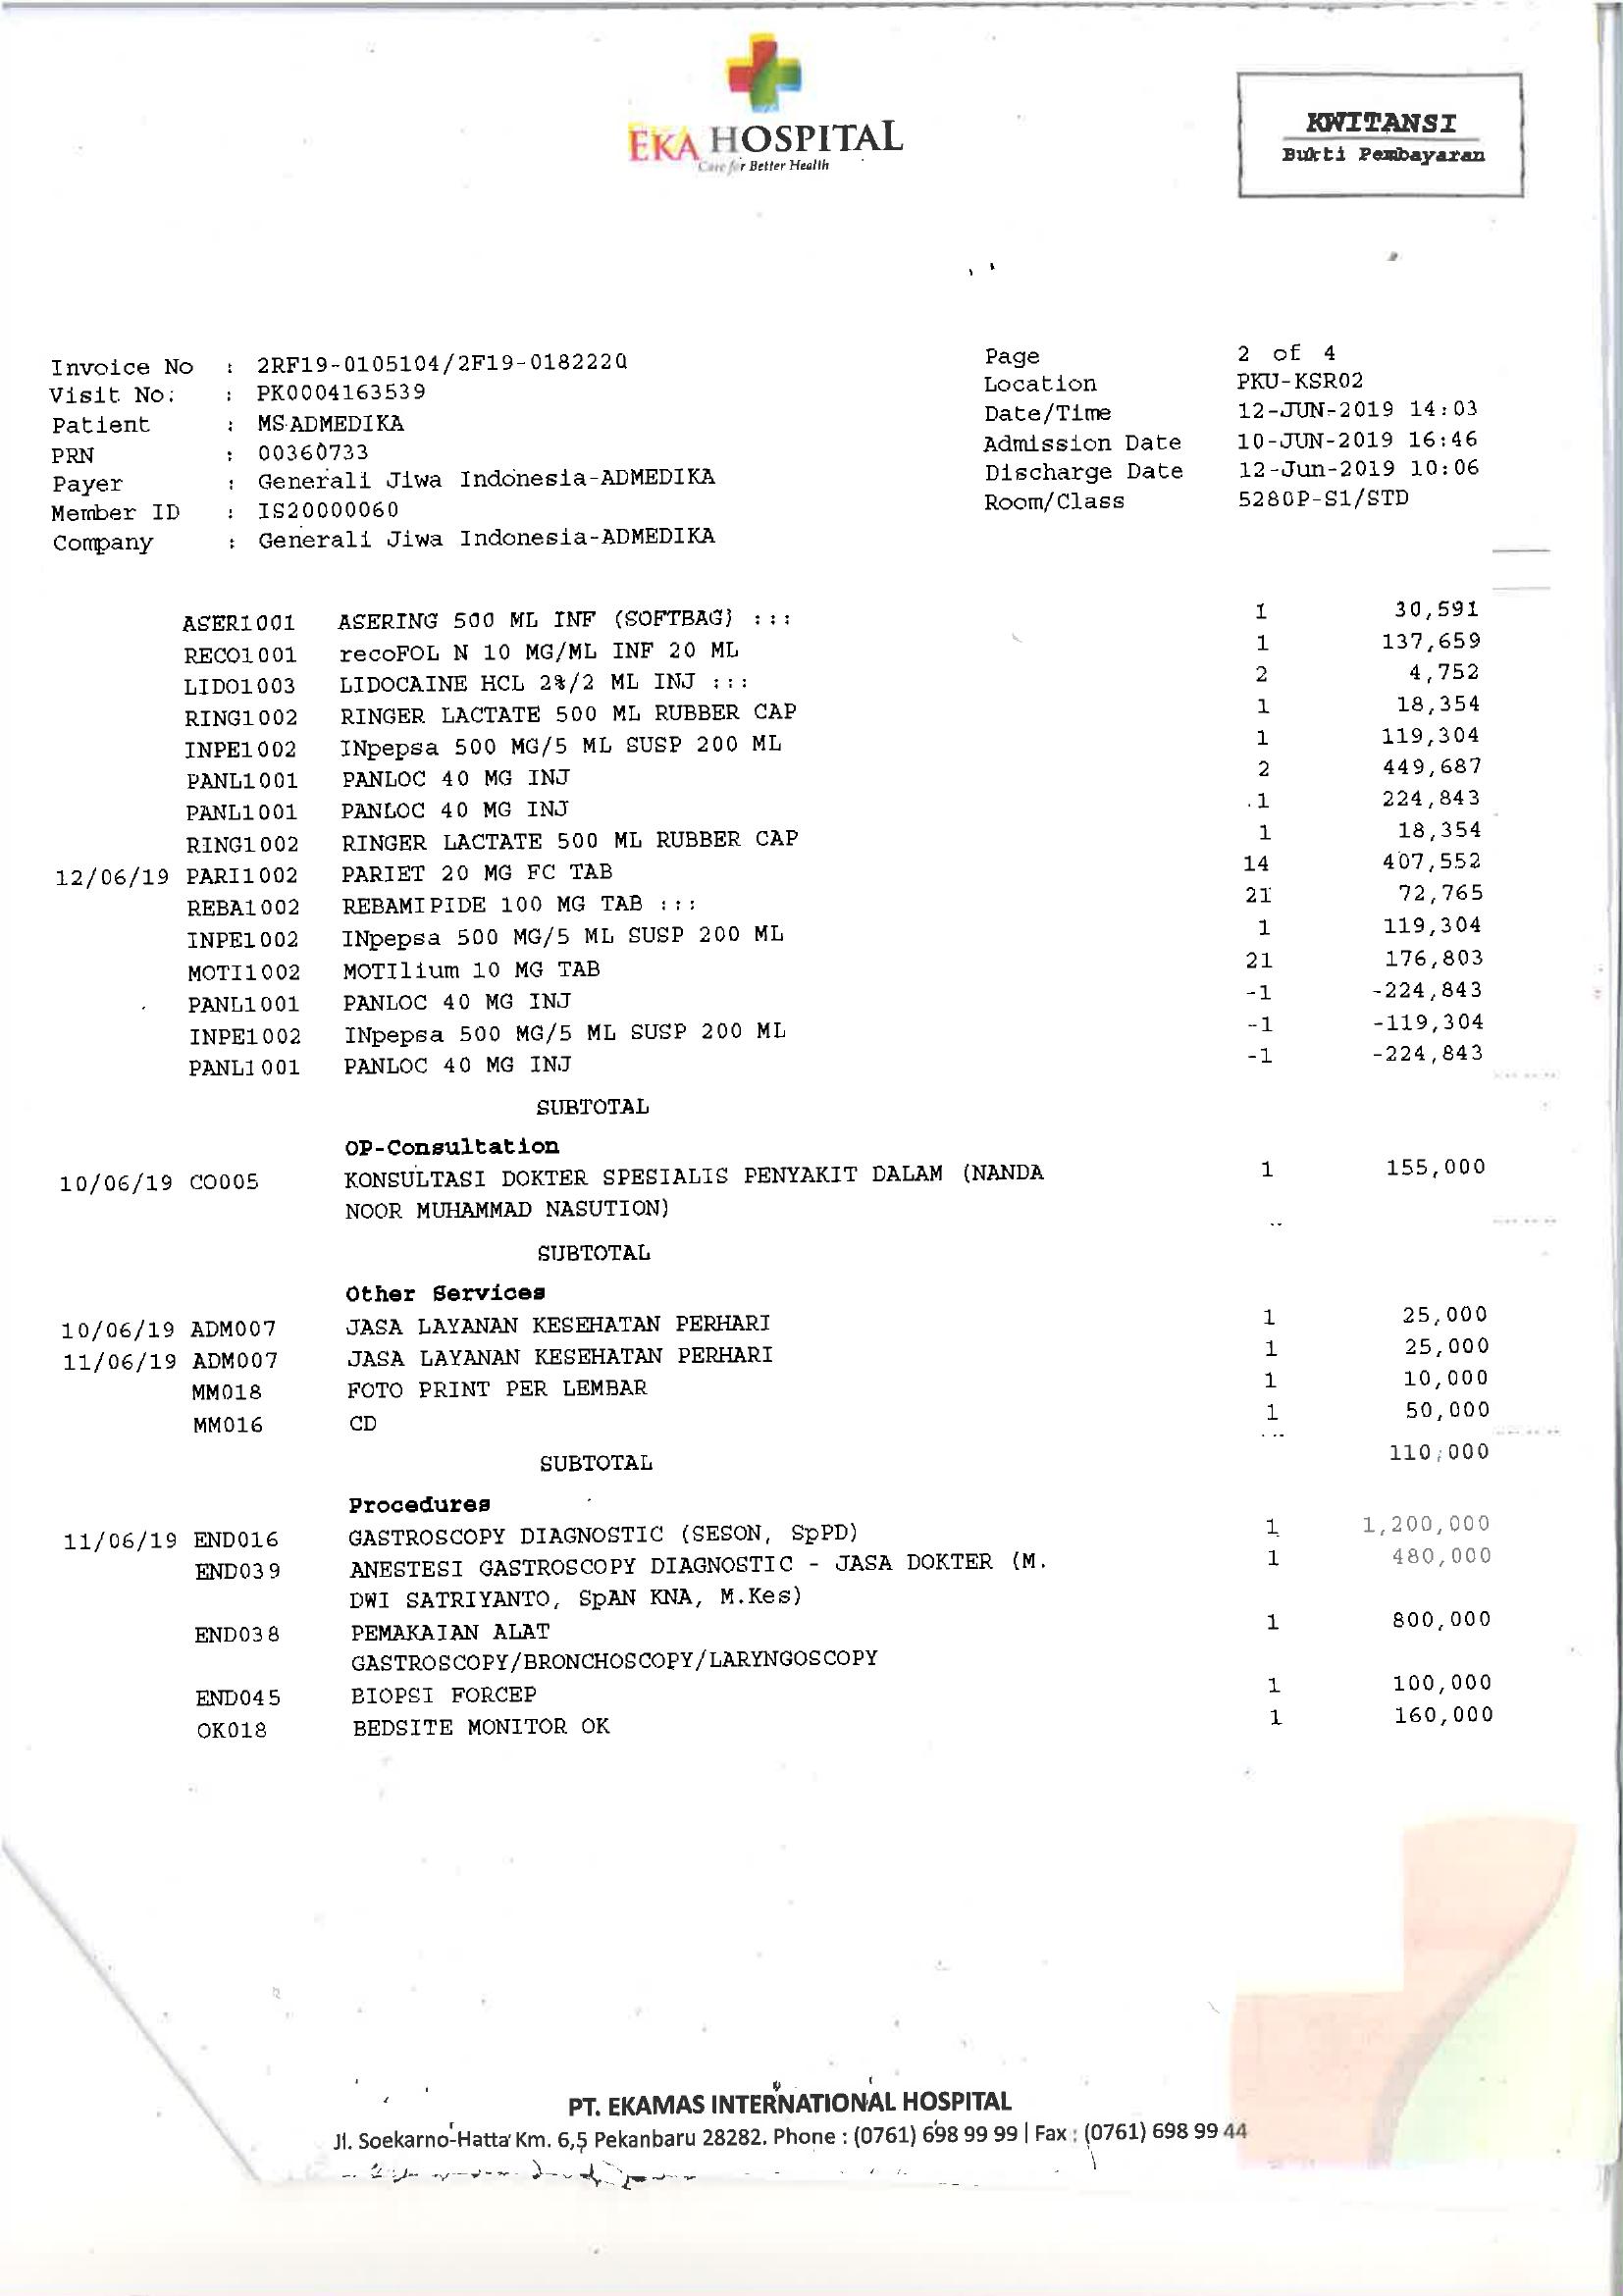 EKA HOSPITAL
Care for Better Health
KWITANSI
Bukti Pembayaran
Invoice No : 2RF19-0105104/2F19-018222Q
Visit No: : PK0004163539
Patient : MS ADMEDIKA
PRN : 00360733
Payer : Generali Jiwa Indonesia-ADMEDIKA
Member ID : IS20000060
Company : Generali Jiwa Indonesia-ADMEDIKA
Page 2 of 4
Location PKU-KSR02
Date/Time 12-JUN-2019 14:03
Admission Date 10-JUN-2019 16:46
Discharge Date 12-Jun-2019 10:06
Room/Class 5280P-S1/STD
ASER1001 ASERING 500 ML INF (SOFTBAG) ::: 1 30,591
RECO1001 recoFOL N 10 MG/ML INF 20 ML 1 137,659
LIDO1003 LIDOCAINE HCL 2%/2 ML INJ ::: 2 4,752
RING1002 RINGER LACTATE 500 ML RUBBER CAP 1 18,354
INPE1002 INpepsa 500 MG/5 ML SUSP 200 ML 1 119,304
PANL1001 PANLOC 40 MG INJ 2 449,687
PANL1001 PANLOC 40 MG INJ 1 224,843
RING1002 RINGER LACTATE 500 ML RUBBER CAP 1 18,354
12/06/19 PARI1002 PARIET 20 MG FC TAB 14 407,552
REBA1002 REBAMIPIDE 100 MG TAB ::: 21 72,765
INPE1002 INpepsa 500 MG/5 ML SUSP 200 ML 1 119,304
MOTI1002 MOTIlium 10 MG TAB 21 176,803
PANL1001 PANLOC 40 MG INJ -1 -224,843
INPE1002 INpepsa 500 MG/5 ML SUSP 200 ML -1 -119,304
PANL1001 PANLOC 40 MG INJ -1 -224,843
SUBTOTAL
OP-Consultation
10/06/19 CO005 KONSULTASI DOKTER SPESIALIS PENYAKIT DALAM (NANDA 1 155,000
NOOR MUHAMMAD NASUTION)
SUBTOTAL
Other Services
10/06/19 ADM007 JASA LAYANAN KESEHATAN PERHARI 1 25,000
11/06/19 ADM007 JASA LAYANAN KESEHATAN PERHARI 1 25,000
MM018 FOTO PRINT PER LEMBAR 1 10,000
MM016 CD 1 50,000
SUBTOTAL 110,000
Procedures
11/06/19 END016 GASTROSCOPY DIAGNOSTIC (SESON, SpPD) 1 1,200,000
END039 ANESTESI GASTROSCOPY DIAGNOSTIC - JASA DOKTER (M. 1 480,000
DWI SATRIYANTO, SpAN KNA, M.Kes)
END038 PEMAKAIAN ALAT 1 800,000
GASTROSCOPY/BRONCHOSCOPY/LARYNGOSCOPY
END045 BIOPSI FORCEP 1 100,000
OK018 BEDSITE MONITOR OK 1 160,000
PT. EKAMAS INTERNATIONAL HOSPITAL
Jl. Soekarno-Hatta Km. 6,5 Pekanbaru 28282. Phone : (0761) 698 99 99 | Fax : (0761) 698 99 44